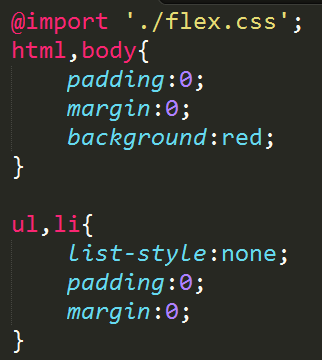 @import './flex.css';
html,body{
    padding:0;
    margin:0;
    background:red;
}

ul,li{
    list-style:none;
    padding:0;
    margin:0;
}